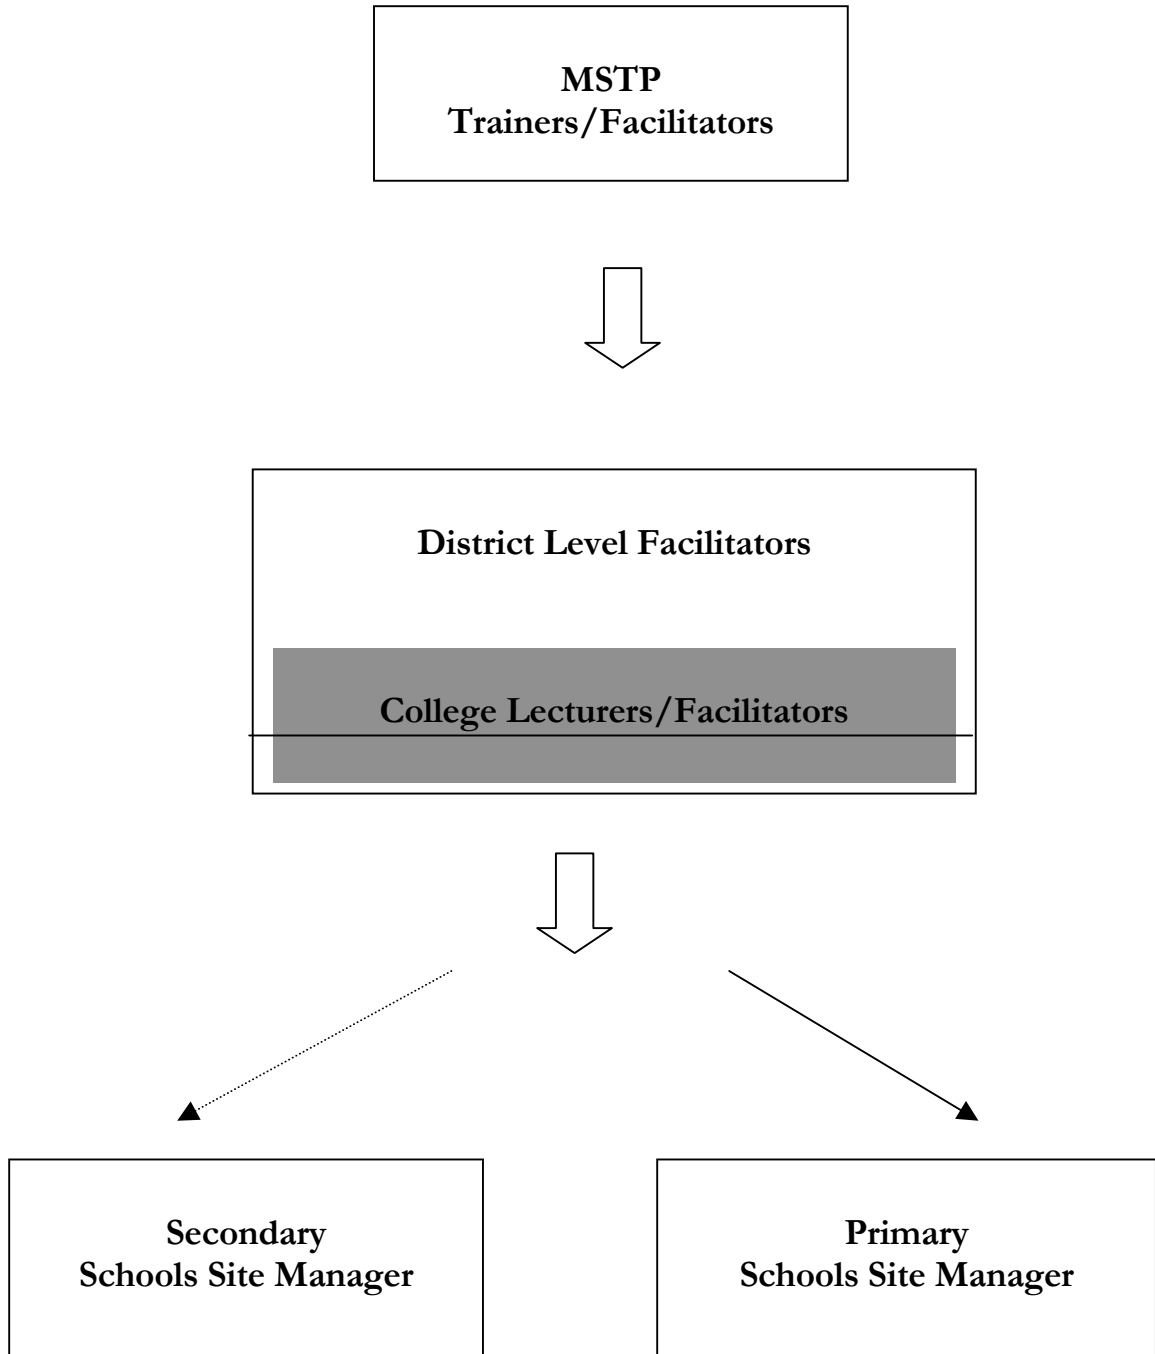 MSTP
Trainers/Facilitators
District Level Facilitators
College Lecturers/Facilitators
Secondary
Schools Site Manager
Primary
Schools Site Manager